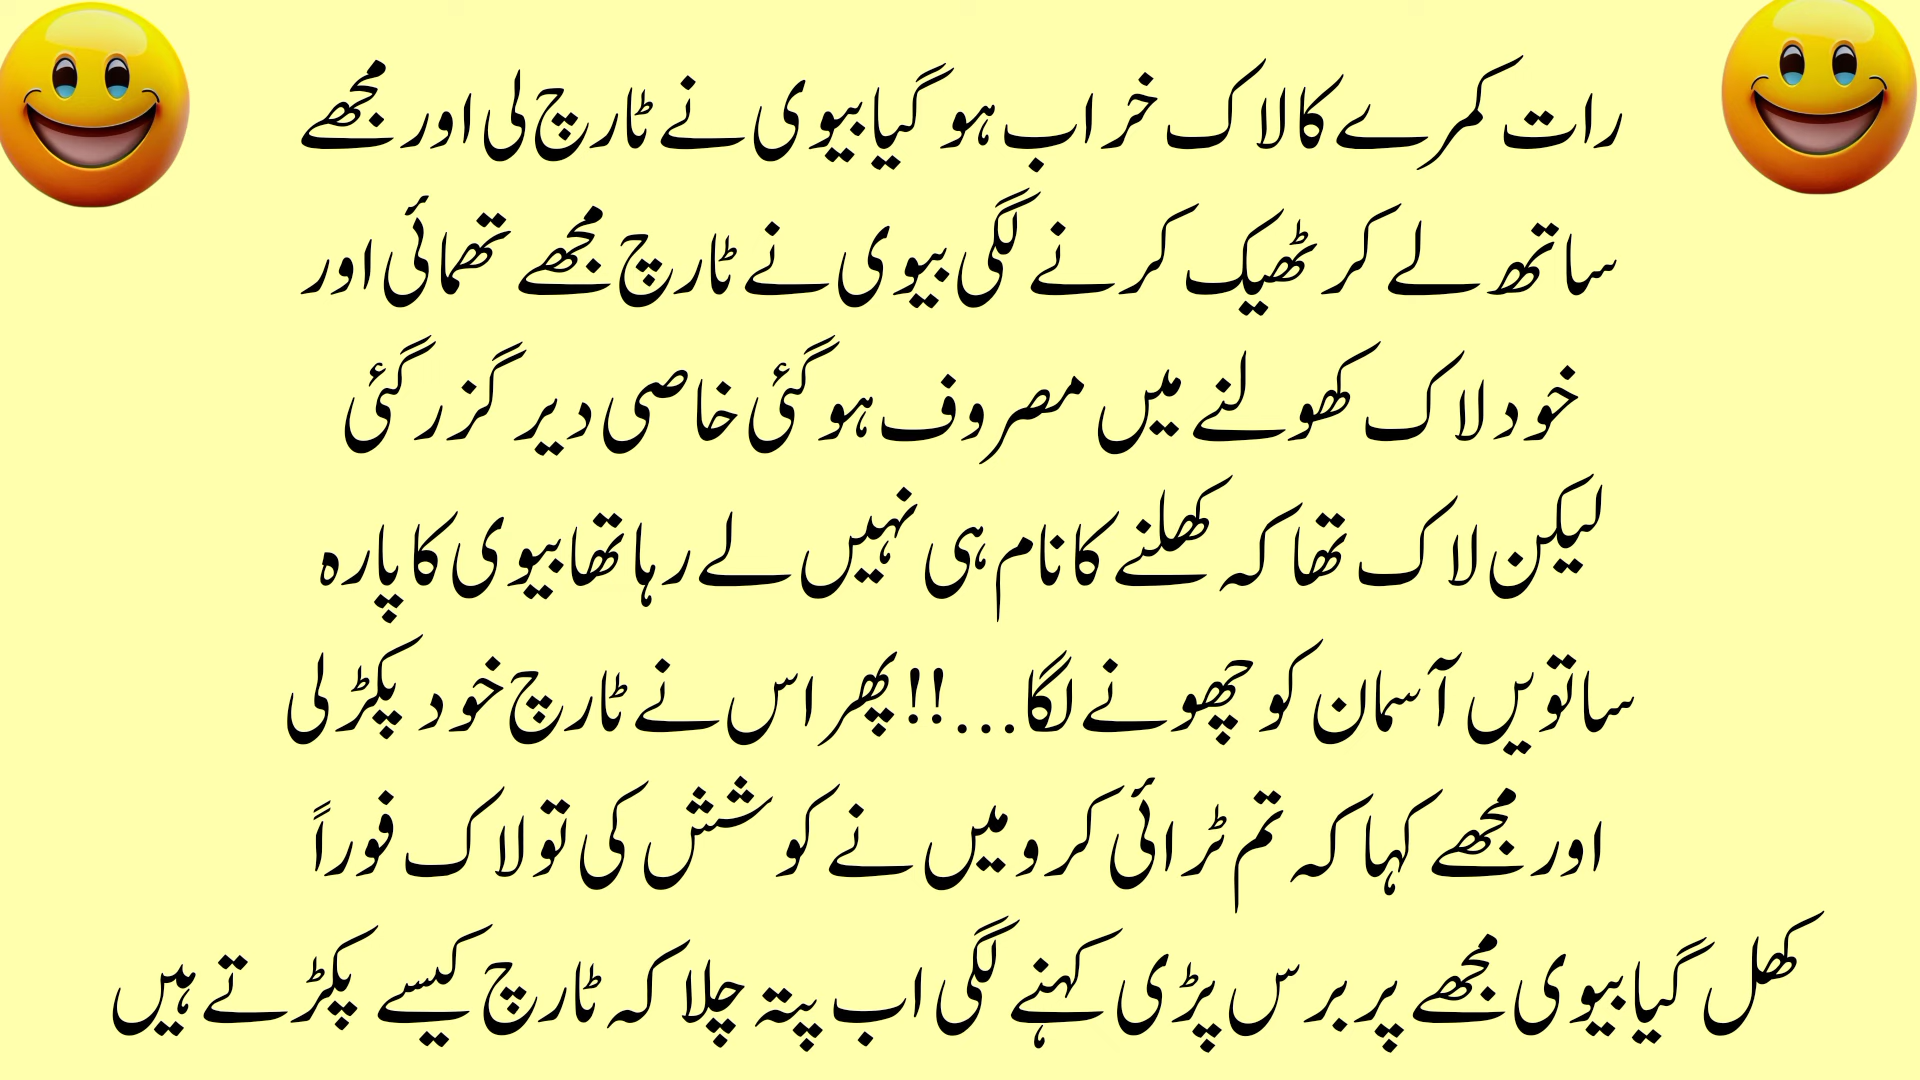 رات کمرے کا لاک خراب ہو گیا بیوی نے ٹارچ لی اور مجھے
ساتھ لے کر ٹھیک کرنے لگی بیوی نے ٹارچ مجھے تھمائی اور
خود لاک کھولنے میں مصروف ہو گئی خاصی دیر گزر گئی
لیکن لاک تھا کہ کھلنے کا نام ہی نہیں لے رہا تھا بیوی کا پارہ
ساتویں آسمان کو چھونے لگا...!! پھر اس نے ٹارچ خود پکڑ لی
اور مجھے کہا کہ تم ٹرائی کرو میں نے کوشش کی تو لاک فوراً
کھل گیا بیوی مجھے پر برس پڑی کہنے لگی اب پتہ چلا کہ ٹارچ کیسے پکڑتے ہیں